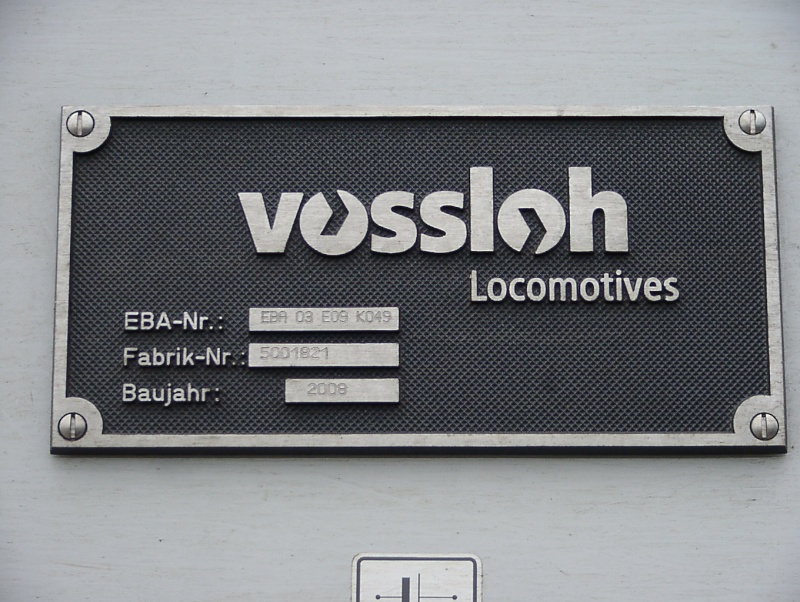 vossloh
Locomotives
EBA-Nr.: EBA 03 E09 K049
Fabrik-Nr.: 5001821
Baujahr: 2008